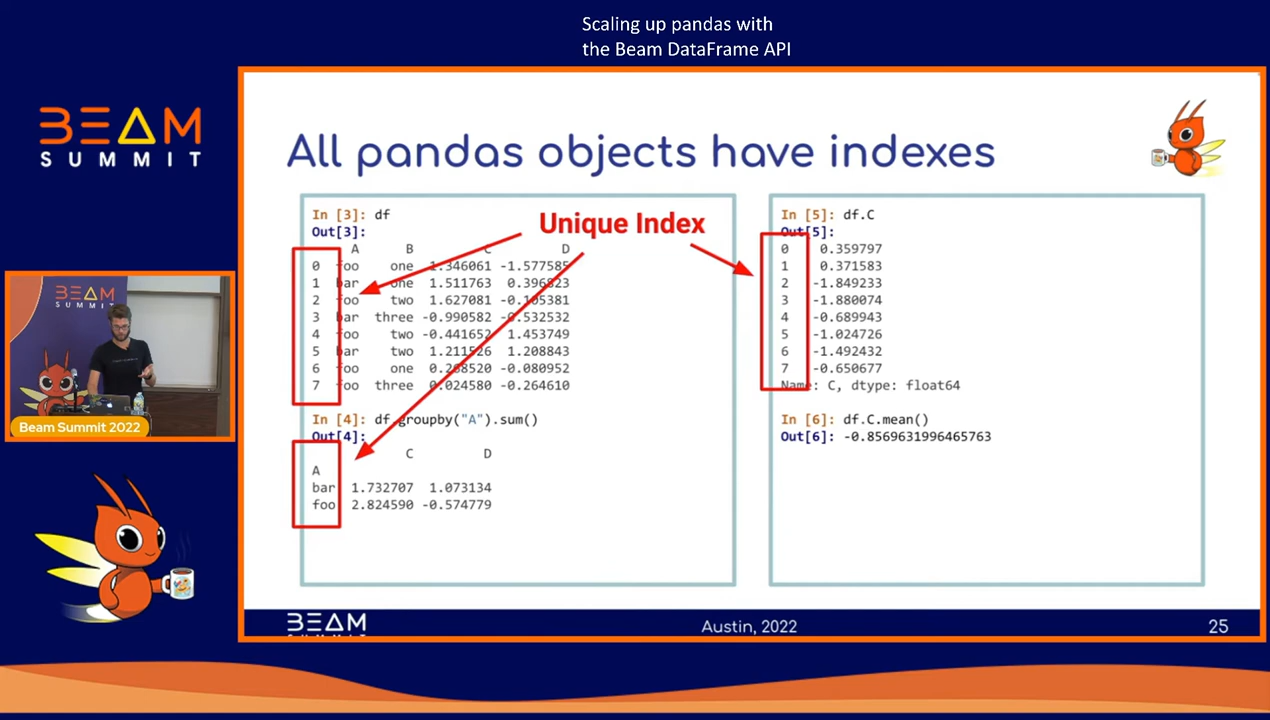 Scaling up pandas with
the Beam DataFrame API
BEAM
SUMMIT
BEAM
SUMMIT
Beam Summit 2022
All pandas objects have indexes
Unique Index
In [3]: df
Out[3]:
A B C D
0 foo one 1.346061 -1.577585
1 bar one 1.511763 0.396823
2 foo two 1.627081 -0.105381
3 bar three -0.990582 -0.532532
4 foo two -0.441652 1.453749
5 bar two 1.211526 1.208843
6 foo one 0.268520 -0.080952
7 foo three 0.024580 -0.264610
In [4]: df.groupby("A").sum()
Out[4]:
C D
A
bar 1.732707 1.073134
foo 2.824590 -0.574779
In [5]: df.C
Out[5]:
0 0.359797
1 0.371583
2 -1.849233
3 -1.880074
4 -0.689943
5 -1.024726
6 -1.492432
7 -0.650677
Name: C, dtype: float64
In [6]: df.C.mean()
Out[6]: -0.8569631996465763
BEAM
Austin, 2022
25